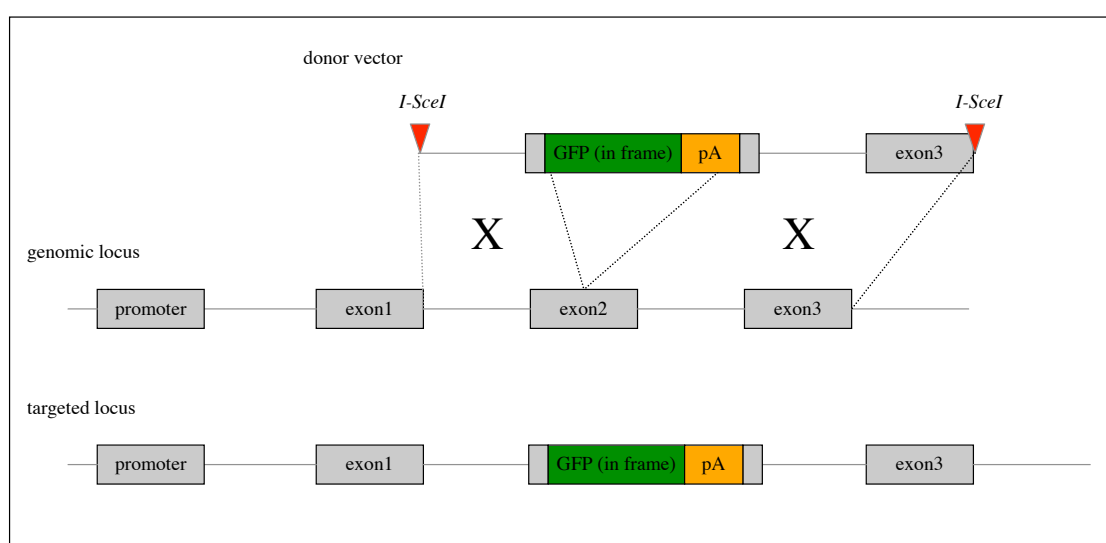 donor vector
I-SceI I-SceI
GFP (in frame) pA exon3
X X
genomic locus
promoter exon1 exon2 exon3
targeted locus
promoter exon1 GFP (in frame) pA exon3